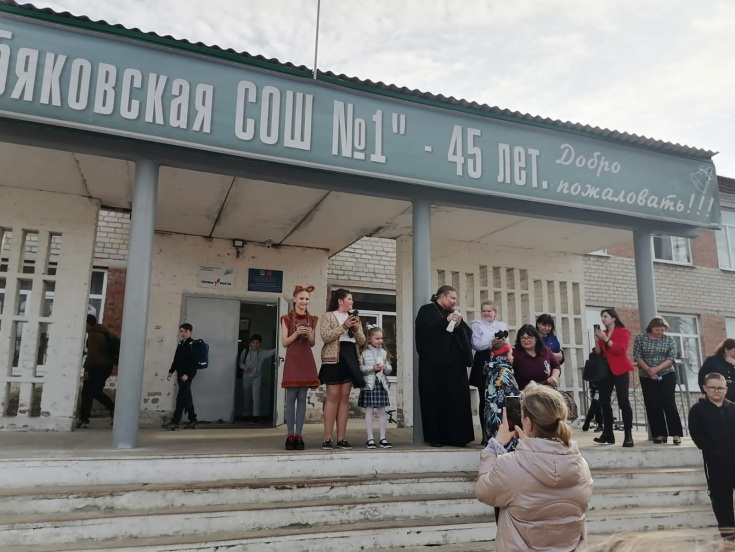 бяковская СОШ №1" - 45 лет. Добро
пожаловать!!!